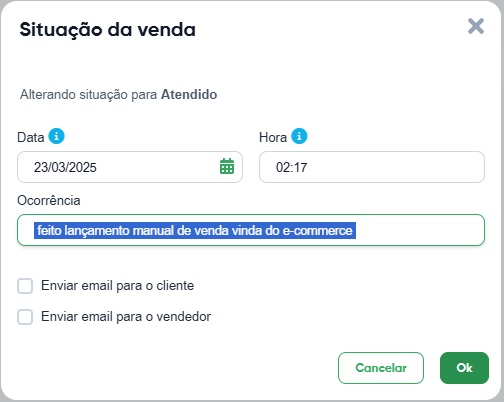 Situação da venda
Alterando situação para Atendido
Data
Hora
23/03/2025
02:17
Ocorrência
feito lançamento manual de venda vinda do e-commerce
Enviar email para o cliente
Enviar email para o vendedor
Cancelar
Ok